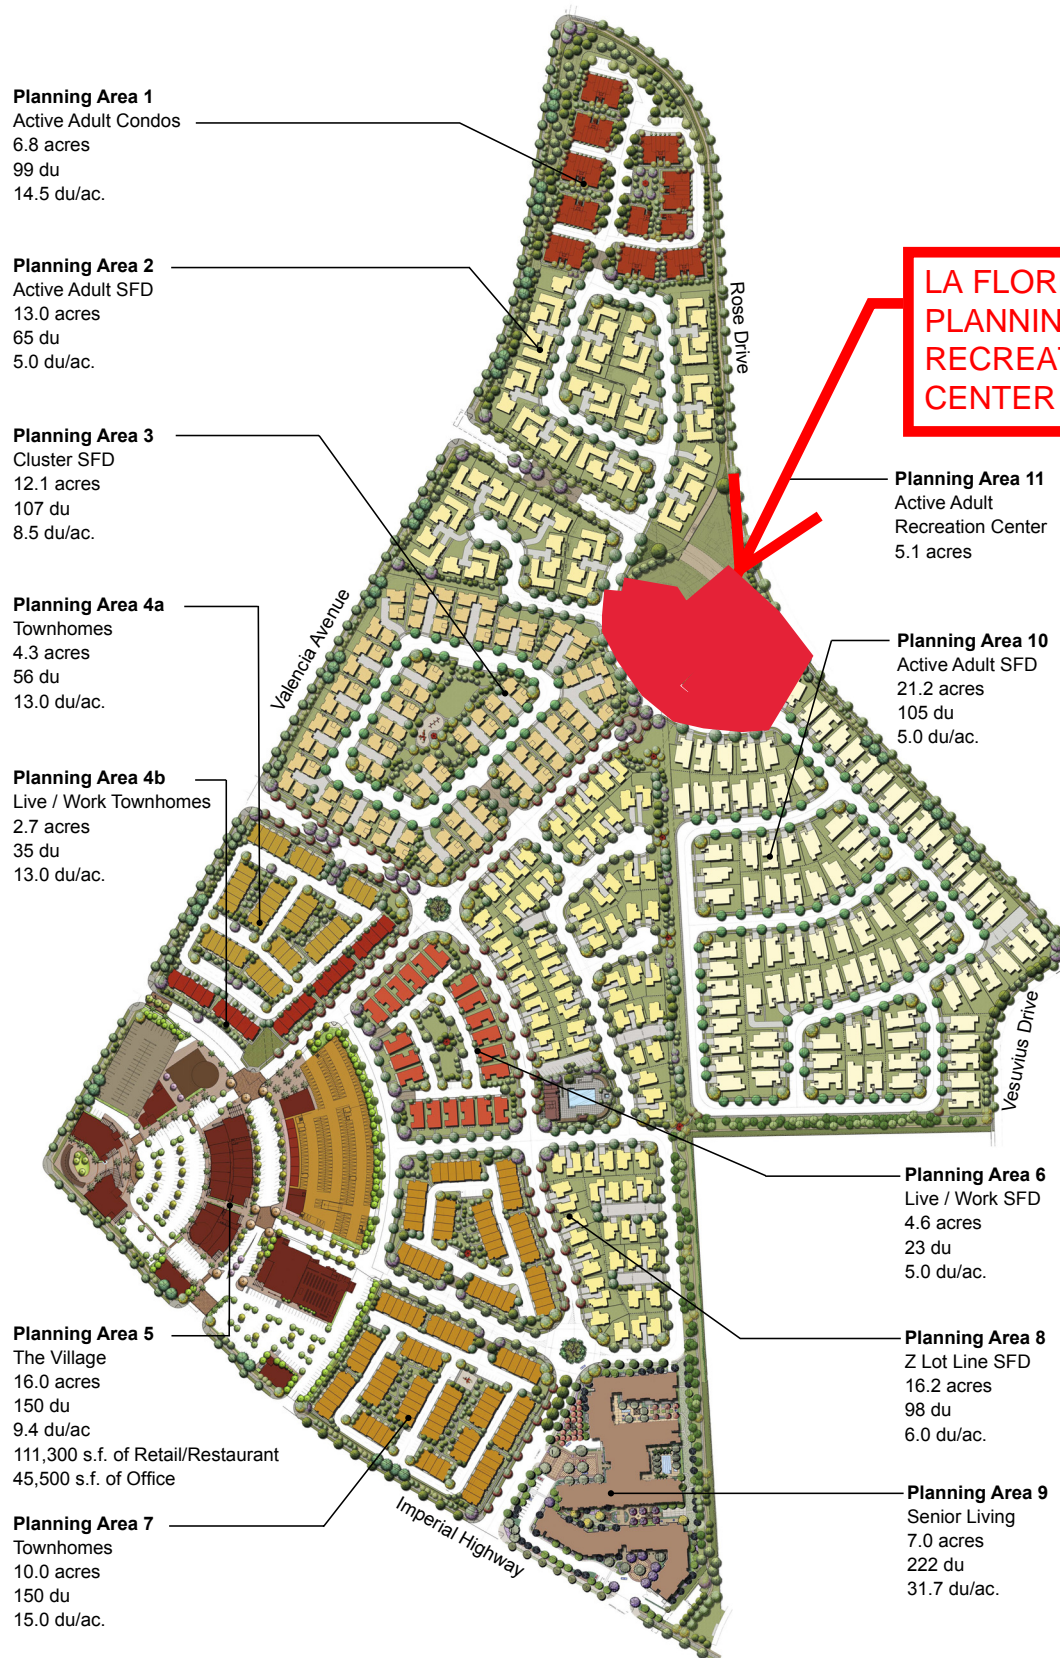 Planning Area 1
Active Adult Condos
6.8 acres
99 du
14.5 du/ac.
Planning Area 2
Active Adult SFD
13.0 acres
65 du
5.0 du/ac.
Planning Area 3
Cluster SFD
12.1 acres
107 du
8.5 du/ac.
Planning Area 4a
Townhomes
4.3 acres
56 du
13.0 du/ac.
Planning Area 4b
Live / Work Townhomes
2.7 acres
35 du
13.0 du/ac.
Planning Area 5
The Village
16.0 acres
150 du
9.4 du/ac
111,300 s.f. of Retail/Restaurant
45,500 s.f. of Office
Planning Area 7
Townhomes
10.0 acres
150 du
15.0 du/ac.
Valencia Avenue
Imperial Highway
Rose Drive
Vesuvius Drive
LA FLOR
PLANNIN
RECREAT
CENTER
Planning Area 11
Active Adult
Recreation Center
5.1 acres
Planning Area 10
Active Adult SFD
21.2 acres
105 du
5.0 du/ac.
Planning Area 6
Live / Work SFD
4.6 acres
23 du
5.0 du/ac.
Planning Area 8
Z Lot Line SFD
16.2 acres
98 du
6.0 du/ac.
Planning Area 9
Senior Living
7.0 acres
222 du
31.7 du/ac.